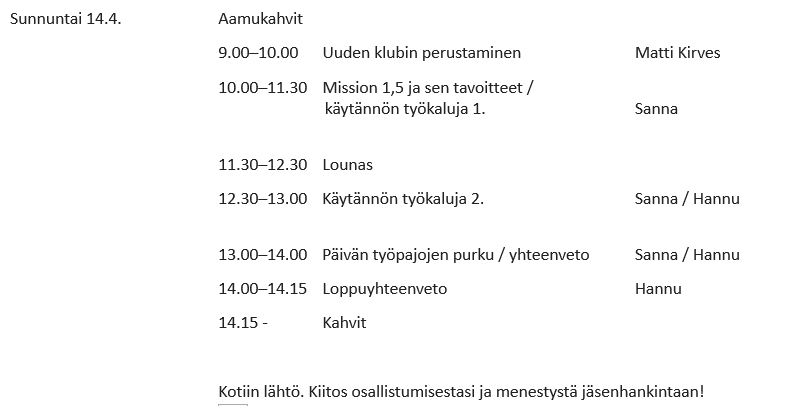 Sunnuntai 14.4. Aamukahvit
9.00–10.00 Uuden klubin perustaminen Matti Kirves
10.00–11.30 Mission 1,5 ja sen tavoitteet /
käytännön työkaluja 1. Sanna
11.30–12.30 Lounas
12.30–13.00 Käytännön työkaluja 2. Sanna / Hannu
13.00–14.00 Päivän työpajojen purku / yhteenveto Sanna / Hannu
14.00–14.15 Loppuyhteenveto Hannu
14.15 - Kahvit
Kotiin lähtö. Kiitos osallistumisestasi ja menestystä jäsenhankintaan!